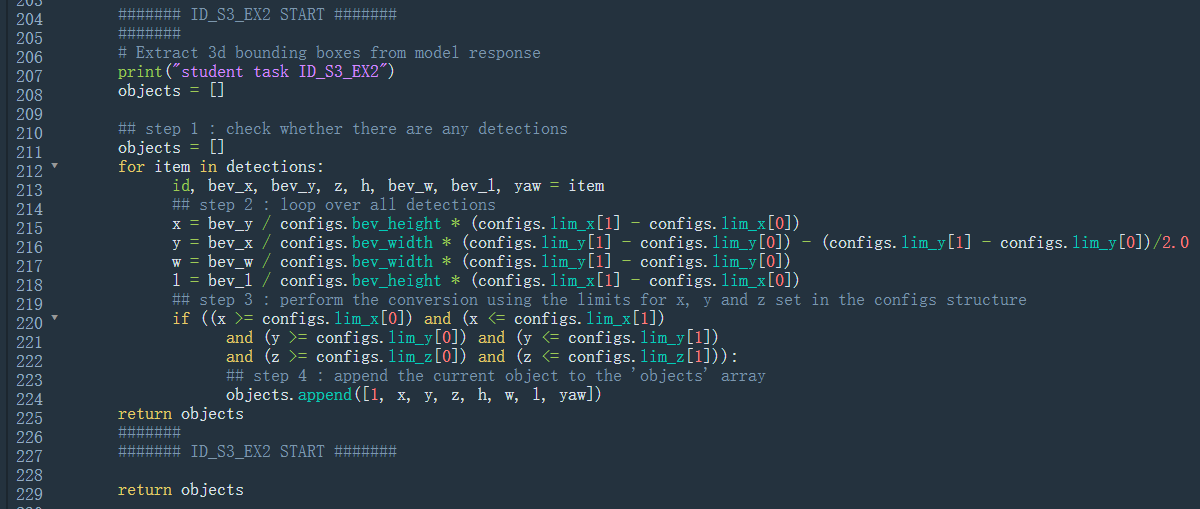 203
204 ####### ID_S3_EX2 START #######
205 #######
206 # Extract 3d bounding boxes from model response
207 print("student task ID_S3_EX2")
208 objects = []
209
210 ## step 1 : check whether there are any detections
211 objects = []
212 for item in detections:
213 id, bev_x, bev_y, z, h, bev_w, bev_l, yaw = item
214 ## step 2 : loop over all detections
215 x = bev_y / configs.bev_height * (configs.lim_x[1] - configs.lim_x[0])
216 y = bev_x / configs.bev_width * (configs.lim_y[1] - configs.lim_y[0]) - (configs.lim_y[1] - configs.lim_y[0])/2.0
217 w = bev_w / configs.bev_width * (configs.lim_y[1] - configs.lim_y[0])
218 l = bev_l / configs.bev_height * (configs.lim_x[1] - configs.lim_x[0])
219 ## step 3 : perform the conversion using the limits for x, y and z set in the configs structure
220 if ((x >= configs.lim_x[0]) and (x <= configs.lim_x[1])
221 and (y >= configs.lim_y[0]) and (y <= configs.lim_y[1])
222 and (z >= configs.lim_z[0]) and (z <= configs.lim_z[1])):
223 ## step 4 : append the current object to the 'objects' array
224 objects.append([1, x, y, z, h, w, l, yaw])
225 return objects
226 #######
227 ####### ID_S3_EX2 START #######
228
229 return objects